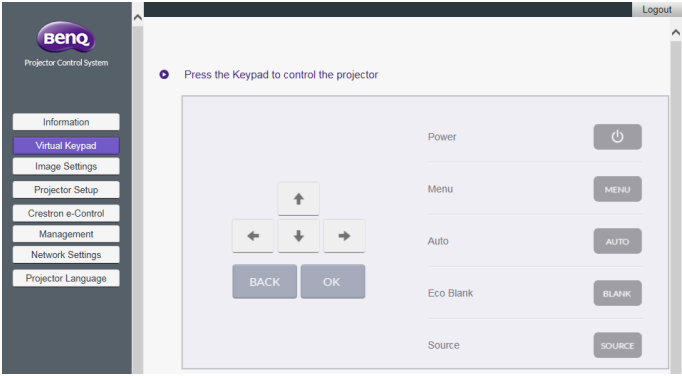 Logout
BenQ
Projector Control System
Information
Virtual Keypad
Image Settings
Projector Setup
Crestron e-Control
Management
Network Settings
Projector Language
Press the Keypad to control the projector
Power
Menu
MENU
Auto
AUTO
BACK
OK
Eco Blank
BLANK
Source
SOURCE